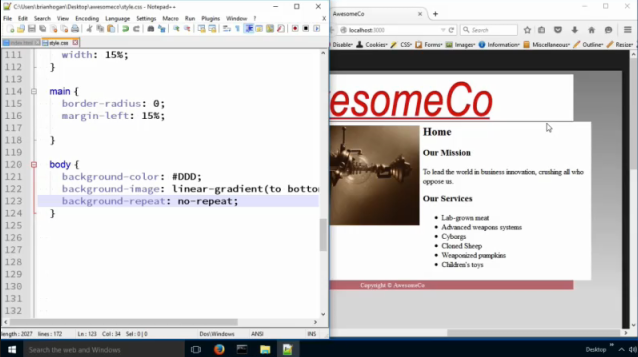 C:\Users\brianhogan\Desktop\awesomeco\style.css - Notepad++
File Edit Search View Encoding Language Settings Macro Run Plugins Window ?
index.html style.css
111 width: 15%;
112 }
113
114 main {
115 border-radius: 0;
116 margin-left: 15%;
117
118 }
119
120 body {
121 background-color: #DDD;
122 background-image: linear-gradient(to botto
123 background-repeat: no-repeat;
124 }
125
126
127
128
129
130
131
132
length : 2027 lines : 172 Ln : 123 Col : 34 Sel : 0 | 0 Dos\Windows ANSI INS
AwesomeCo
localhost:8000
Search
Disable Cookies CSS Forms Images Information Miscellaneous Outline Resize
esomeCo
Home
Our Mission
To lead the world in business innovation, crushing all who
oppose us.
Our Services
Lab-grown meat
Advanced weapons systems
Cyborgs
Cloned Sheep
Weaponized pumpkins
Children's toys
Copyright © AwesomeCo
Search the web and Windows
Desktop